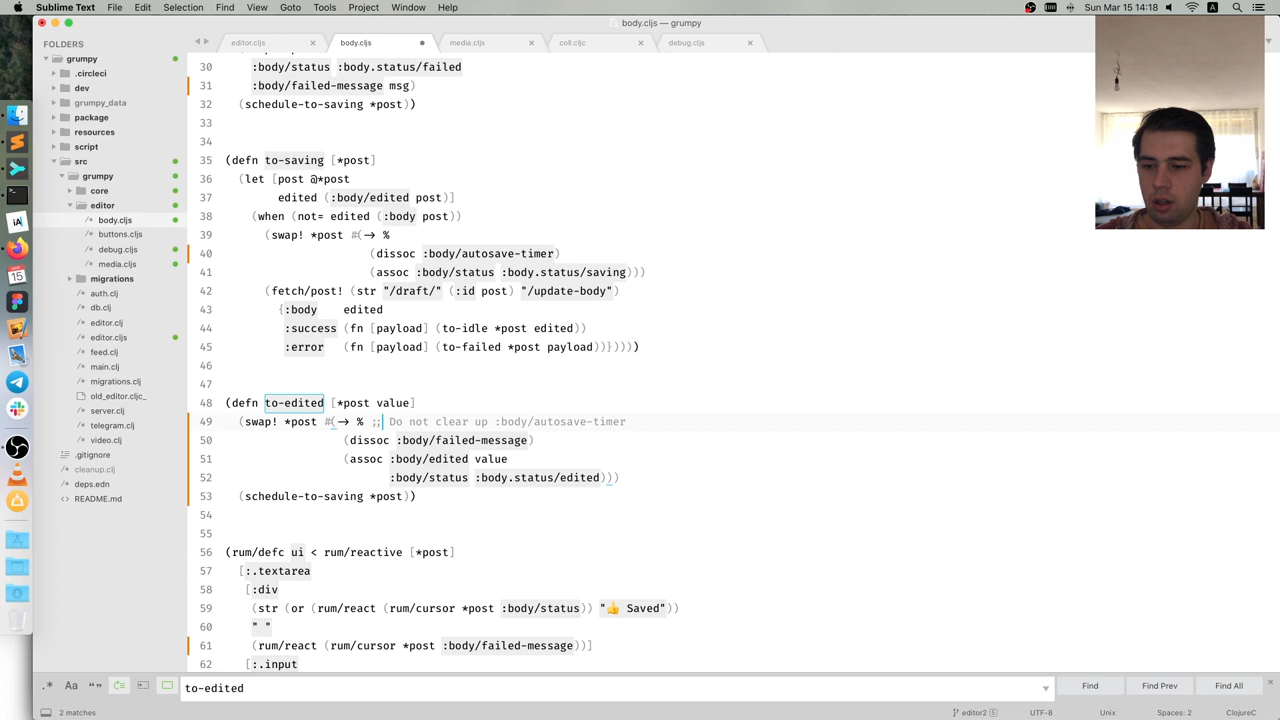 Sublime Text File Edit Selection Find View Goto Tools Project Window Help
Sun Mar 15 14:18
body.cljs — grumpy
FOLDERS
grumpy
.circleci
dev
grumpy_data
package
resources
script
src
grumpy
core
editor
body.cljs
buttons.cljs
debug.cljs
media.cljs
migrations
auth.clj
db.clj
editor.clj
editor.cljs
feed.clj
main.clj
migrations.clj
old_editor.cljc_
server.clj
telegram.clj
video.clj
.gitignore
cleanup.clj
deps.edn
README.md
editor.cljs body.cljs media.cljs coll.cljc debug.cljs
30 :body/status :body.status/failed
31 :body/failed-message msg)
32 (schedule-to-saving *post))
33
34
35 (defn to-saving [*post]
36 (let [post @*post
37 edited (:body/edited post)]
38 (when (not= edited (:body post))
39 (swap! *post #(-> %
40 (dissoc :body/autosave-timer)
41 (assoc :body/status :body.status/saving)))
42 (fetch/post! (str "/draft/" (:id post) "/update-body")
43 {:body edited
44 :success (fn [payload] (to-idle *post edited))
45 :error (fn [payload] (to-failed *post payload))}))))
46
47
48 (defn to-edited [*post value]
49 (swap! *post #(-> % ;; Do not clear up :body/autosave-timer
50 (dissoc :body/failed-message)
51 (assoc :body/edited value
52 :body/status :body.status/edited)))
53 (schedule-to-saving *post))
54
55
56 (rum/defc ui < rum/reactive [*post]
57 [:.textarea
58 [:div
59 (str (or (rum/react (rum/cursor *post :body/status)) "👍 Saved"))
60 " "
61 (rum/react (rum/cursor *post :body/failed-message))]
62 [:.input
.* Aa to-edited Find Find Prev Find All
2 matches editor2 5 UTF-8 Unix Spaces: 2 ClojureC